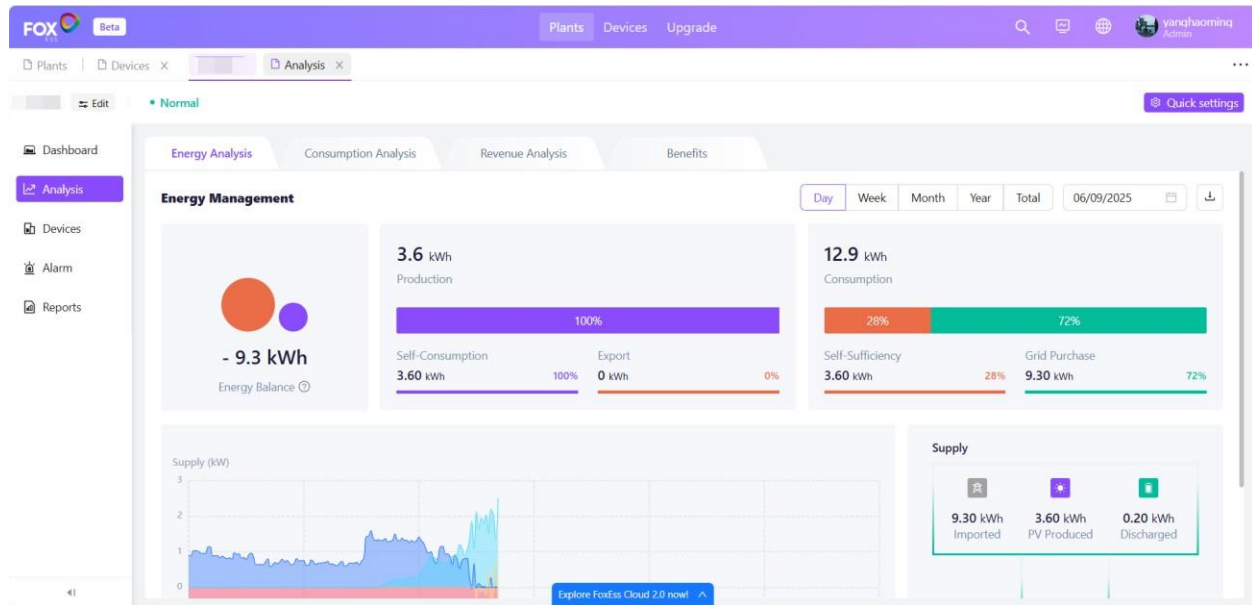 FOX ESS Beta Plants Devices Upgrade yanghaoming
Admin
Plants Devices Analysis
Edit Normal Quick settings
Dashboard
Analysis
Devices
Alarm
Reports
Energy Analysis Consumption Analysis Revenue Analysis Benefits
Energy Management Day Week Month Year Total 06/09/2025
- 9.3 kWh
Energy Balance
3.6 kWh
Production
100%
Self-Consumption Export
3.60 kWh 100% 0 kWh 0%
12.9 kWh
Consumption
28% 72%
Self-Sufficiency Grid Purchase
3.60 kWh 28% 9.30 kWh 72%
Supply (kW)
3
2
1
0
Supply
9.30 kWh 3.60 kWh 0.20 kWh
Imported PV Produced Discharged
Explore FoxEss Cloud 2.0 now!